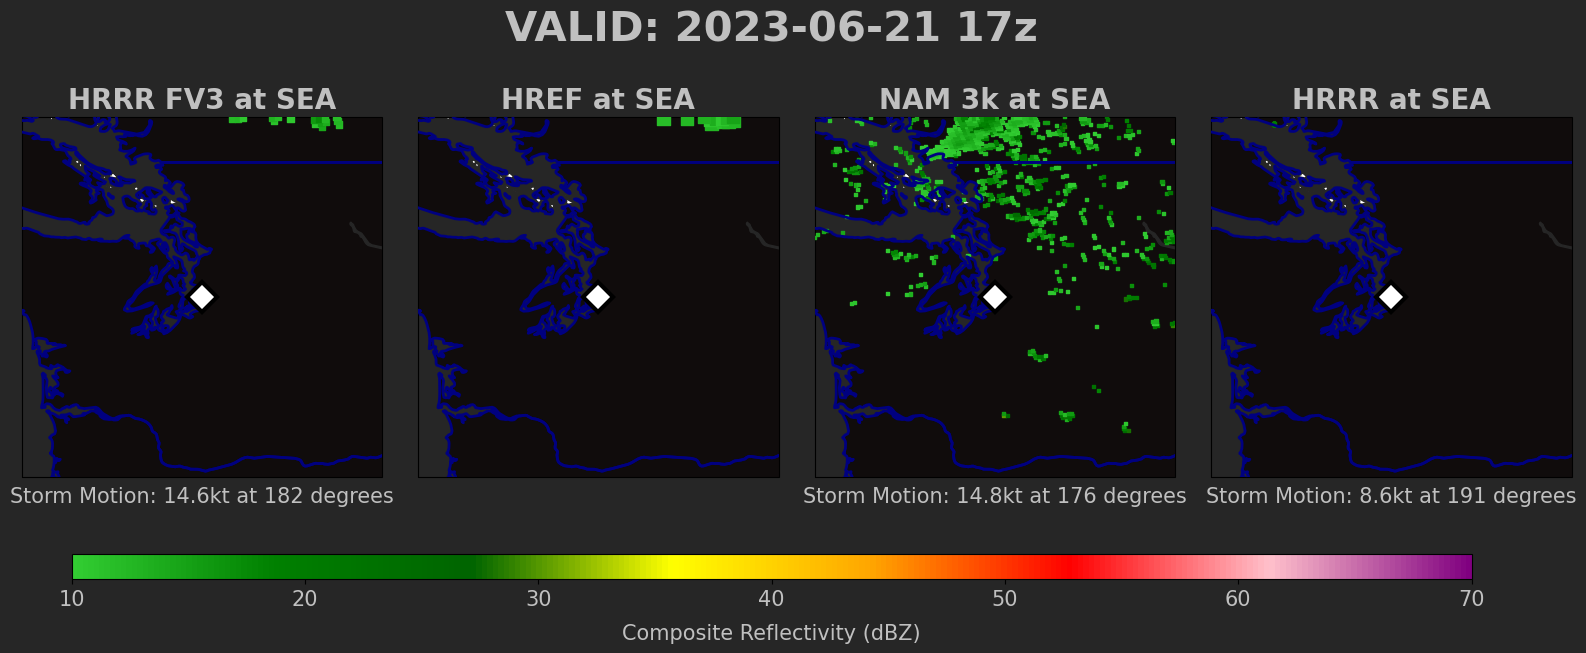 VALID: 2023-06-21 17z
HRRR FV3 at SEA
HREF at SEA
NAM 3k at SEA
HRRR at SEA
Storm Motion: 14.6kt at 182 degrees
Storm Motion: 14.8kt at 176 degrees
Storm Motion: 8.6kt at 191 degrees
10 20 30 40 50 60 70
Composite Reflectivity (dBZ)